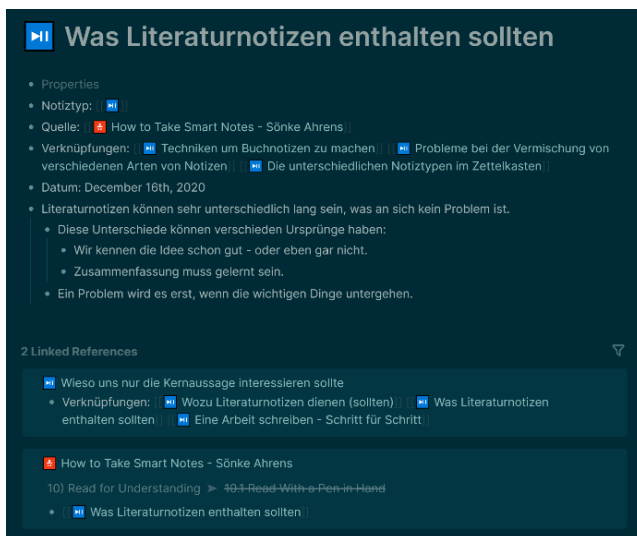 ⏯ Was Literaturnotizen enthalten sollten
Properties
Notiztyp: [[⏯]]
Quelle: [[How to Take Smart Notes - Sönke Ahrens]]
Verknüpfungen: [[⏯ Techniken um Buchnotizen zu machen]] [[⏯ Probleme bei der Vermischung von
verschiedenen Arten von Notizen]] [[⏯ Die unterschiedlichen Notiztypen im Zettelkasten]]
Datum: December 16th, 2020
Literaturnotizen können sehr unterschiedlich lang sein, was an sich kein Problem ist.
Diese Unterschiede können verschieden Ursprünge haben:
Wir kennen die Idee schon gut - oder eben gar nicht.
Zusammenfassung muss gelernt sein.
Ein Problem wird es erst, wenn die wichtigen Dinge untergehen.
2 Linked References
⏯ Wieso uns nur die Kernaussage interessieren sollte
Verknüpfungen: [[⏯ Wozu Literaturnotizen dienen (sollten)]] [[⏯ Was Literaturnotizen
enthalten sollten]] [[⏯ Eine Arbeit schreiben - Schritt für Schritt]]
How to Take Smart Notes - Sönke Ahrens
10) Read for Understanding ➤ 10.1 Read With a Pen in Hand
[[⏯ Was Literaturnotizen enthalten sollten]]